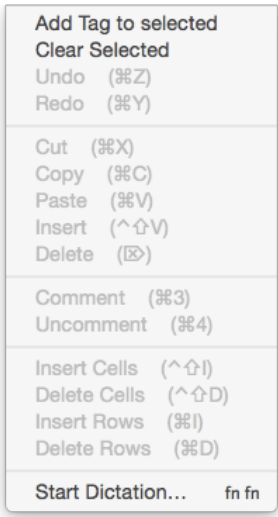 Add Tag to selected
Clear Selected
Undo (⌘Z)
Redo (⌘Y)
Cut (⌘X)
Copy (⌘C)
Paste (⌘V)
Insert (^⇧V)
Delete (⌦)
Comment (⌘3)
Uncomment (⌘4)
Insert Cells (^⇧I)
Delete Cells (^⇧D)
Insert Rows (⌘I)
Delete Rows (⌘D)
Start Dictation... fn fn